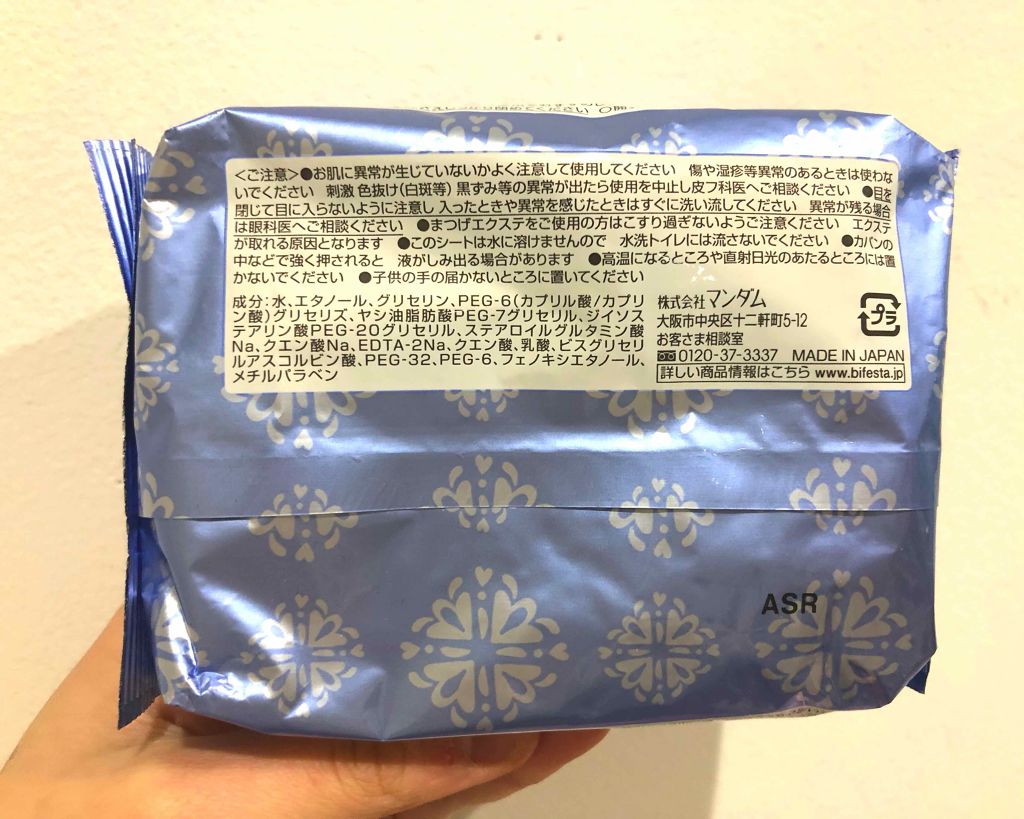 <ご注意>●お肌に異常が生じていないかよく注意して使用してください 傷や湿疹等異常のあるときは使わな
いでください 刺激 色抜け(白斑等) 黒ずみ等の異常が出たら使用を中止し皮フ科医へご相談ください ●目を
閉じて目に入らないように注意し 入ったときや異常を感じたときはすぐに洗い流してください 異常が残る場合
は眼科医へご相談ください ●まつげエクステをご使用の方はこすり過ぎないようご注意ください エクステ
が取れる原因となります ●このシートは水に溶けませんので 水洗トイレには流さないでください ●カバンの
中などで強く押されると 液がしみ出る場合があります ●高温になるところや直射日光のあたるところには置
かないでください ●子供の手の届かないところに置いてください
成分:水、エタノール、グリセリン、PEG-6(カプリル酸/カプリ
ン酸)グリセリズ、ヤシ油脂肪酸PEG-7グリセリル、ジイソス
テアリン酸PEG-20グリセリル、ステアロイルグルタミン酸
Na、クエン酸Na、EDTA-2Na、クエン酸、乳酸、ビスグリセリ
ルアスコルビン酸、PEG-32、PEG-6、フェノキシエタノール、
メチルパラベン
株式会社マンダム
大阪市中央区十二軒町5-12
お客さま相談室
0120-37-3337 MADE IN JAPAN
詳しい商品情報はこちら www.bifesta.jp
プラ
ASR